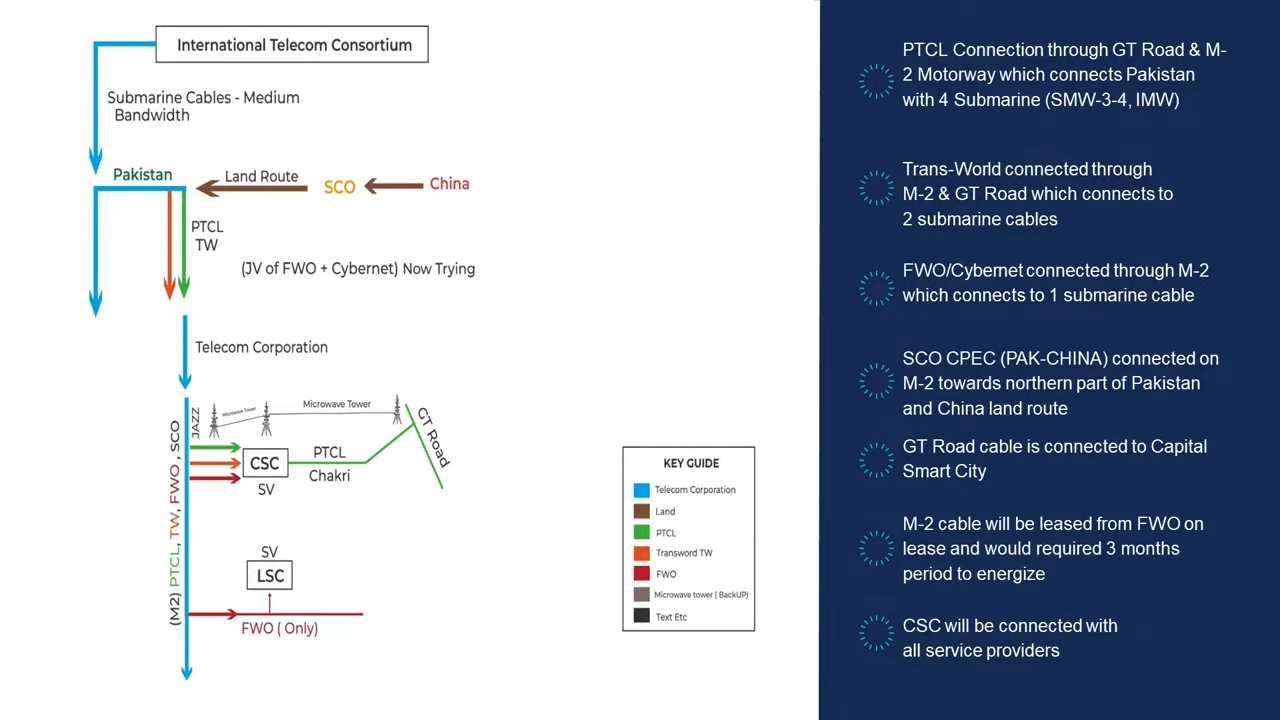 International Telecom Consortium
Submarine Cables - Medium
Bandwidth
Pakistan
Land Route
SCO
China
PTCL
TW
(JV of FWO + Cybernet) Now Trying
Telecom Corporation
(M2) PTCL, TW, FWO , SCO
JAZZ
Microwave Tower
Microwave Tower
GT Road
CSC
SV
PTCL
Chakri
SV
LSC
FWO ( Only)
KEY GUIDE
Telecom Corporation
Land
PTCL
Transword TW
FWO
Microwave tower ( BackUP)
Text Etc
PTCL Connection through GT Road & M-
2 Motorway which connects Pakistan
with 4 Submarine (SMW-3-4, IMW)
Trans-World connected through
M-2 & GT Road which connects to
2 submarine cables
FWO/Cybernet connected through M-2
which connects to 1 submarine cable
SCO CPEC (PAK-CHINA) connected on
M-2 towards northern part of Pakistan
and China land route
GT Road cable is connected to Capital
Smart City
M-2 cable will be leased from FWO on
lease and would required 3 months
period to energize
CSC will be connected with
all service providers